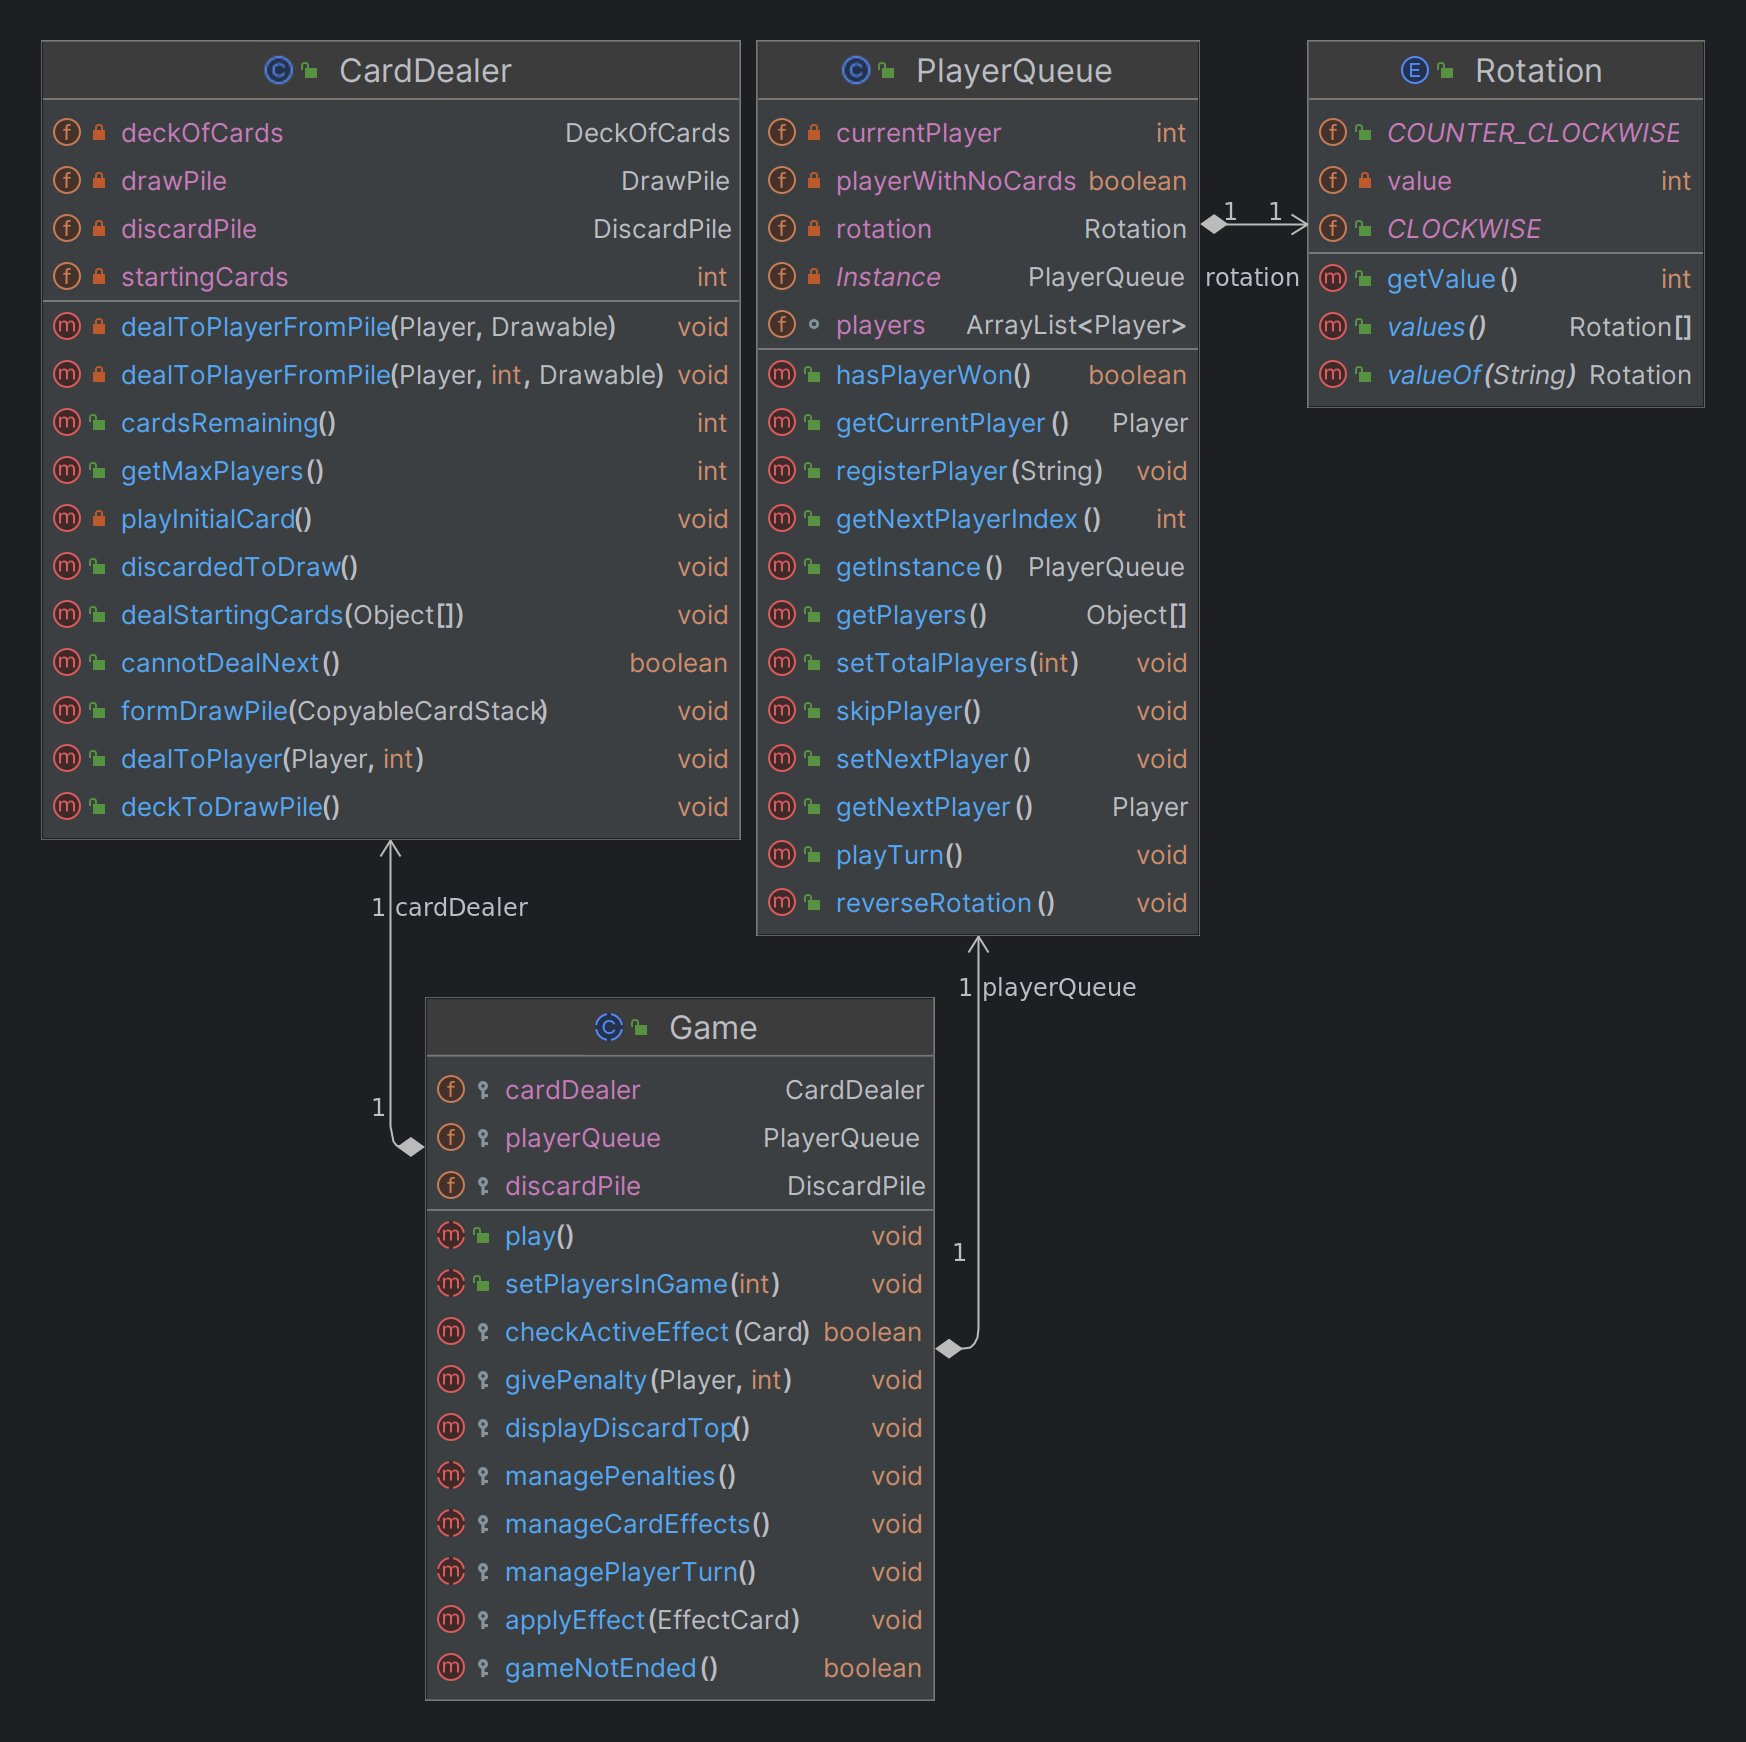 CardDealer
deckOfCards DeckOfCards
drawPile DrawPile
discardPile DiscardPile
startingCards int
dealToPlayerFromPile(Player, Drawable) void
dealToPlayerFromPile(Player, int, Drawable) void
cardsRemaining() int
getMaxPlayers() int
playInitialCard() void
discardedToDraw() void
dealStartingCards(Object[]) void
cannotDealNext() boolean
formDrawPile(CopyableCardStack) void
dealToPlayer(Player, int) void
deckToDrawPile() void
PlayerQueue
currentPlayer int
playerWithNoCards boolean
rotation Rotation
Instance PlayerQueue
players ArrayList<Player>
hasPlayerWon() boolean
getCurrentPlayer() Player
registerPlayer(String) void
getNextPlayerIndex() int
getInstance() PlayerQueue
getPlayers() Object[]
setTotalPlayers(int) void
skipPlayer() void
setNextPlayer() void
getNextPlayer() Player
playTurn() void
reverseRotation() void
1 1
rotation
Rotation
COUNTER_CLOCKWISE
value int
CLOCKWISE
getValue() int
values() Rotation[]
valueOf(String) Rotation
1 cardDealer
1
1 playerQueue
1
Game
cardDealer CardDealer
playerQueue PlayerQueue
discardPile DiscardPile
play() void
setPlayersInGame(int) void
checkActiveEffect(Card) boolean
givePenalty(Player, int) void
displayDiscardTop() void
managePenalties() void
manageCardEffects() void
managePlayerTurn() void
applyEffect(EffectCard) void
gameNotEnded() boolean